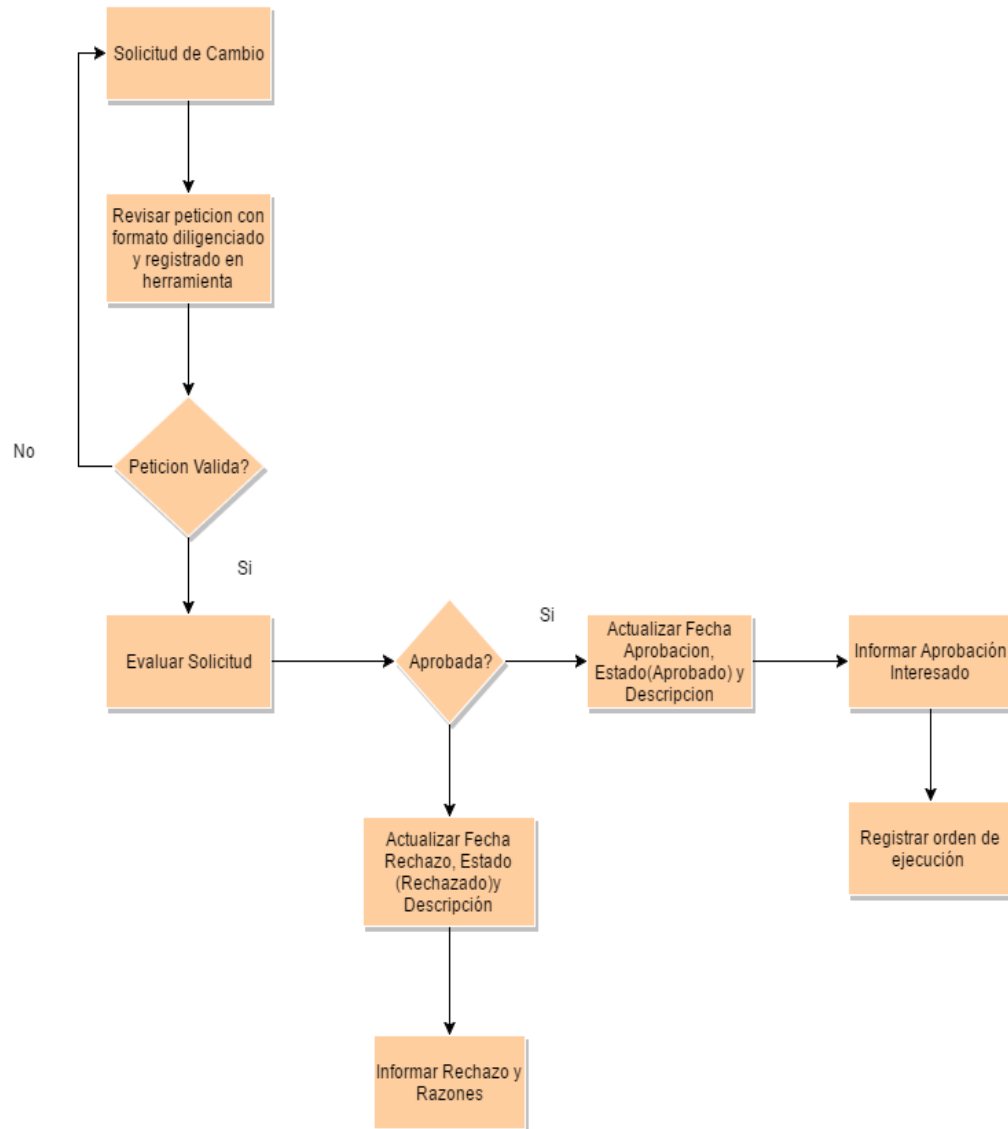 Solicitud de Cambio
Revisar peticion con
formato diligenciado
y registrado en
herramienta
No
Peticion Valida?
Si
Evaluar Solicitud
Aprobada?
Si
Actualizar Fecha
Aprobacion,
Estado(Aprobado) y
Descripcion
Informar Aprobación
Interesado
Actualizar Fecha
Rechazo, Estado
(Rechazado)y
Descripción
Registrar orden de
ejecución
Informar Rechazo y
Razones